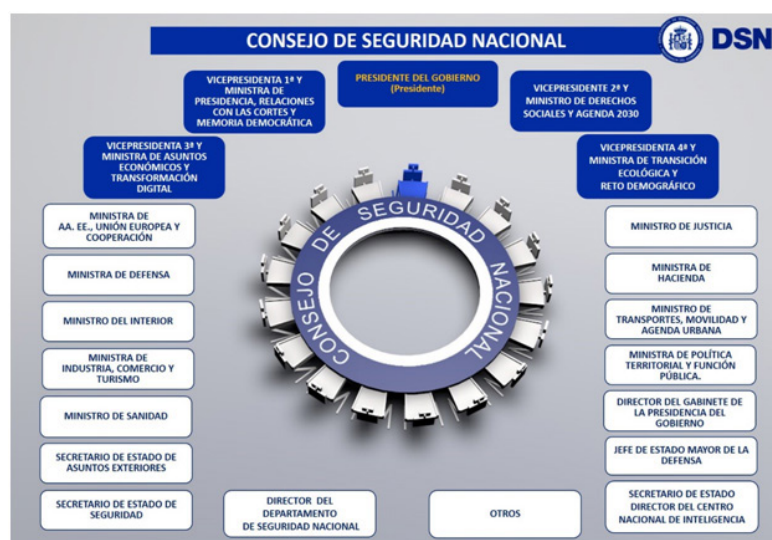 CONSEJO DE SEGURIDAD NACIONAL
DSN
PRESIDENTE DEL GOBIERNO
(Presidente)
VICEPRESIDENTA 1ª Y
MINISTRA DE
PRESIDENCIA, RELACIONES
CON LAS CORTES Y
MEMORIA DEMOCRÁTICA
VICEPRESIDENTE 2ª Y
MINISTRO DE DERECHOS
SOCIALES Y AGENDA 2030
VICEPRESIDENTA 3ª Y
MINISTRA DE ASUNTOS
ECONÓMICOS Y
TRANSFORMACIÓN
DIGITAL
VICEPRESIDENTA 4ª Y
MINISTRA DE TRANSICIÓN
ECOLÓGICA Y
RETO DEMOGRÁFICO
CONSEJO DE SEGURIDAD NACIONAL
MINISTRA DE
AA. EE., UNIÓN EUROPEA Y
COOPERACIÓN
MINISTRA DE DEFENSA
MINISTRO DEL INTERIOR
MINISTRA DE
INDUSTRIA, COMERCIO Y
TURISMO
MINISTRO DE SANIDAD
SECRETARIO DE ESTADO DE
ASUNTOS EXTERIORES
SECRETARIO DE ESTADO DE
SEGURIDAD
MINISTRO DE JUSTICIA
MINISTRA DE
HACIENDA
MINISTRO DE
TRANSPORTES, MOVILIDAD Y
AGENDA URBANA
MINISTRA DE POLÍTICA
TERRITORIAL Y FUNCIÓN
PÚBLICA.
DIRECTOR DEL GABINETE DE
LA PRESIDENCIA DEL
GOBIERNO
JEFE DE ESTADO MAYOR DE LA
DEFENSA
SECRETARIO DE ESTADO
DIRECTOR DEL CENTRO
NACIONAL DE INTELIGENCIA
DIRECTOR DEL
DEPARTAMENTO
DE SEGURIDAD NACIONAL
OTROS